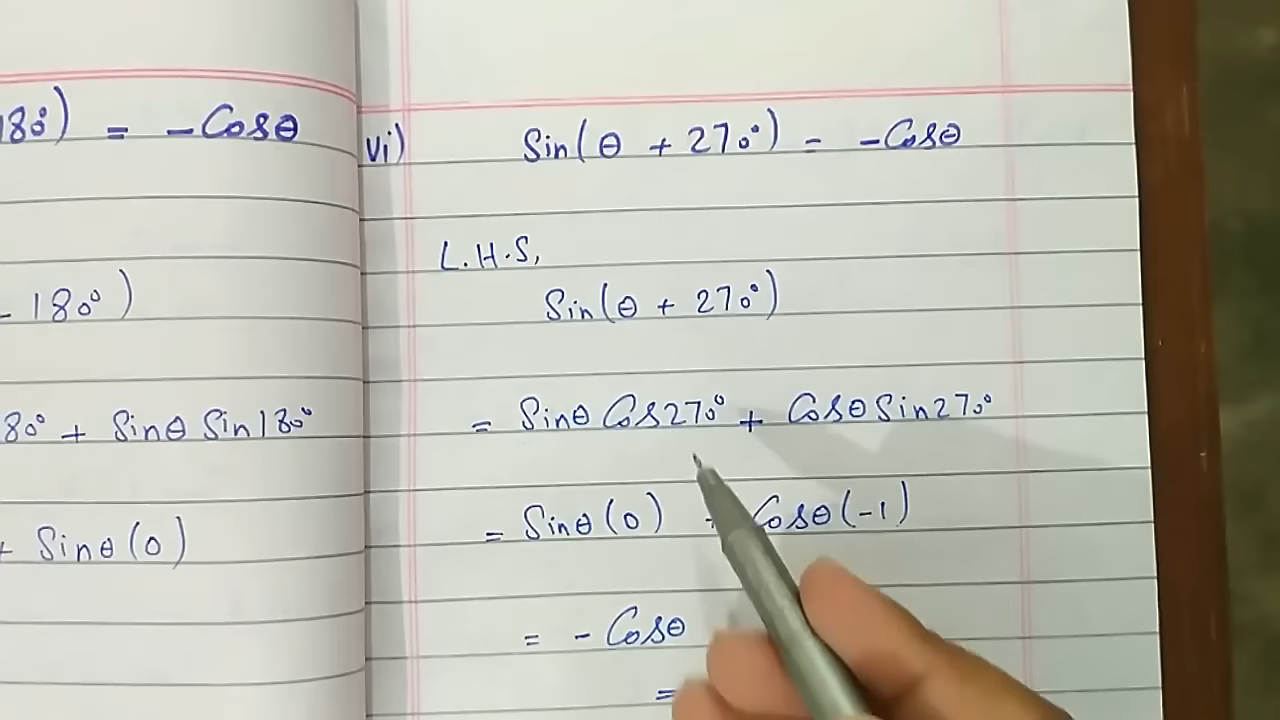 180°) = -Cosθ
- 180°)
80° + Sinθ Sin180°
+ Sinθ(0)
vi) Sin(θ + 270°) = -Cosθ
L.H.S,
Sin(θ + 270°)
= Sinθ Cos270° + Cosθ Sin270°
= Sinθ(0) + Cosθ(-1)
= -Cosθ
=